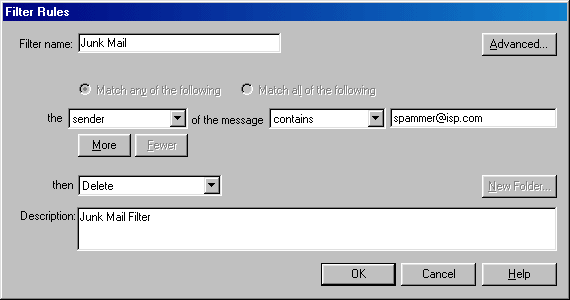 Filter Rules
Filter name: Junk Mail Advanced...
Match any of the following Match all of the following
the sender of the message contains spammer@isp.com
More Fewer
then Delete New Folder...
Description: Junk Mail Filter
OK Cancel Help